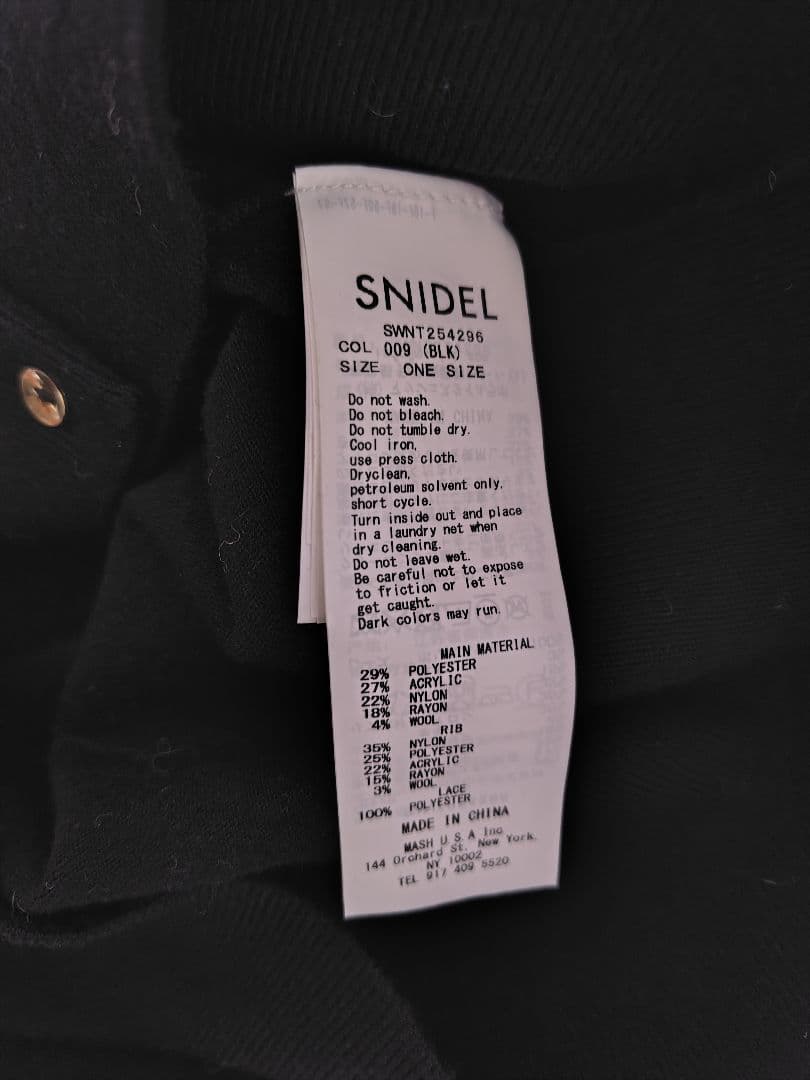 SNIDEL
SWNT254296
COL 009 (BLK)
SIZE ONE SIZE
Do not wash.
Do not bleach.
Do not tumble dry.
Cool iron,
use press cloth.
Dryclean,
petroleum solvent only,
short cycle.
Turn inside out and place
in a laundry net when
dry cleaning.
Do not leave wet.
Be careful not to expose
to friction or let it
get caught.
Dark colors may run.
MAIN MATERIAL
29% POLYESTER
27% ACRYLIC
22% NYLON
18% RAYON
4% WOOL
RIB
35% NYLON
25% POLYESTER
22% ACRYLIC
15% RAYON
3% WOOL
LACE
100% POLYESTER
MADE IN CHINA
MASH U.S.A Inc.
144 Orchard St. New York,
NY 10002
TEL 917 409 5520